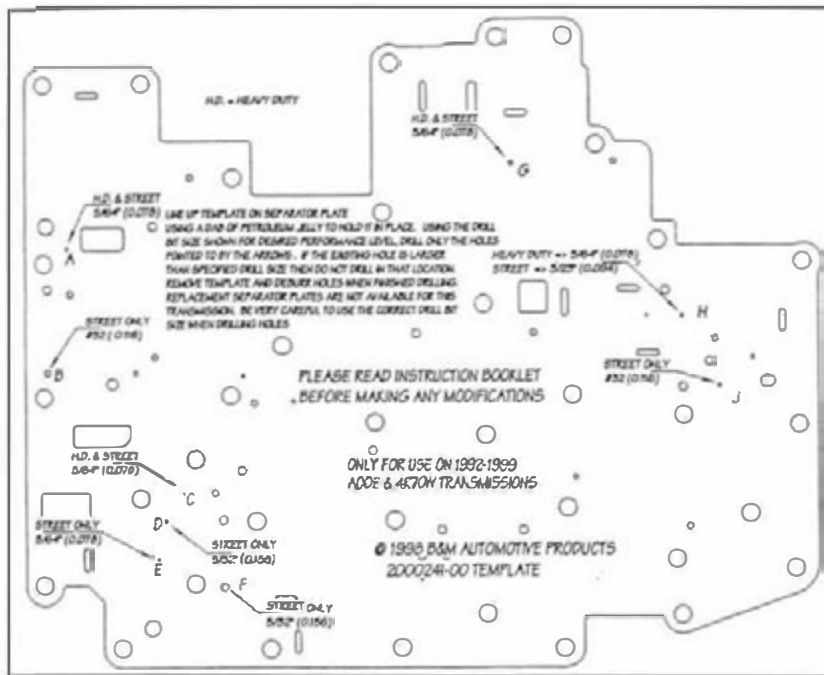 H.D. = HEAVY DUTY
H.D. & STREET
5/64" (0.078)
G
H.D. & STREET
5/64" (0.078)
A
LINE UP TEMPLATE ON SEPARATOR PLATE
USING A DAB OF PETROLEUM JELLY TO HOLD IT IN PLACE. USING THE DRILL
BIT SIZE SHOWN FOR DESIRED PERFORMANCE LEVEL, DRILL ONLY THE HOLES
POINTED TO BY THE ARROWS. IF THE EXISTING HOLE IS LARGER
THAN SPECIFIED DRILL SIZE THEN DO NOT DRILL IN THAT LOCATION.
REMOVE TEMPLATE AND DEBURR HOLES WHEN FINISHED DRILLING.
REPLACEMENT SEPARATOR PLATES ARE NOT AVAILABLE FOR THIS
TRANSMISSION. BE VERY CAREFUL TO USE THE CORRECT DRILL BIT
SIZE WHEN DRILLING HOLES
HEAVY DUTY => 5/64" (0.078)
STREET => 3/32" (0.094)
H
STREET ONLY
#32 (.0116)
B
STREET ONLY
#32 (0.116)
J
PLEASE READ INSTRUCTION BOOKLET
BEFORE MAKING ANY MODIFICATIONS
H.D. & STREET
5/64" (0.078)
C
ONLY FOR USE ON 1992-1999
AODE & 4R70W TRANSMISSIONS
STREET ONLY
5/64" (0.078)
D
E
STREET ONLY
5/32" (0.156)
© 1998 B&M AUTOMOTIVE PRODUCTS
2000241-00 TEMPLATE
F
STREET ONLY
5/32" (0.156)